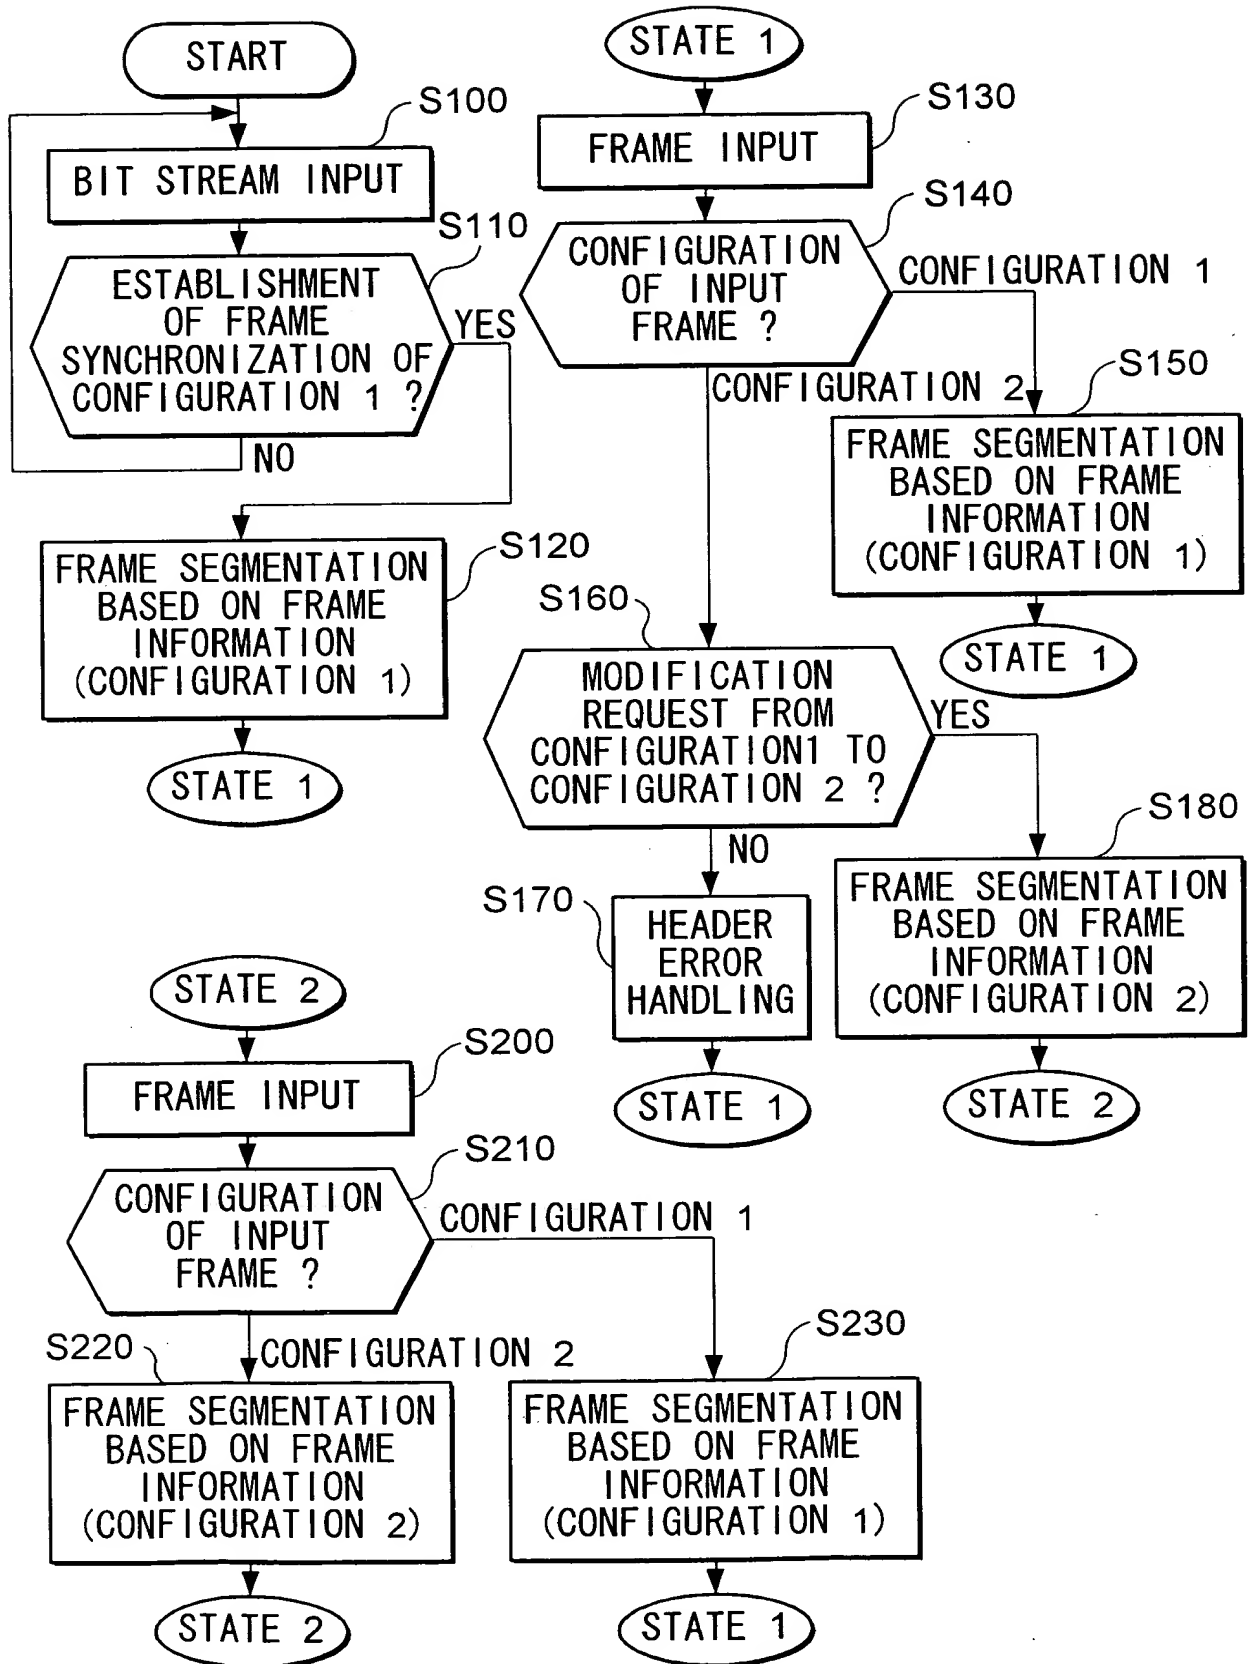 START
S100
BIT STREAM INPUT
S110
ESTABLISHMENT
OF FRAME
SYNCHRONIZATION OF
CONFIGURATION 1 ?
YES
NO
S120
FRAME SEGMENTATION
BASED ON FRAME
INFORMATION
(CONFIGURATION 1)
STATE 1
STATE 1
S130
FRAME INPUT
S140
CONFIGURATION
OF INPUT
FRAME ?
CONFIGURATION 1
CONFIGURATION 2
S150
FRAME SEGMENTATION
BASED ON FRAME
INFORMATION
(CONFIGURATION 1)
STATE 1
S160
MODIFICATION
REQUEST FROM
CONFIGURATION1 TO
CONFIGURATION 2 ?
YES
NO
S170
HEADER
ERROR
HANDLING
STATE 1
S180
FRAME SEGMENTATION
BASED ON FRAME
INFORMATION
(CONFIGURATION 2)
STATE 2
STATE 2
S200
FRAME INPUT
S210
CONFIGURATION
OF INPUT
FRAME ?
CONFIGURATION 1
CONFIGURATION 2
S220
FRAME SEGMENTATION
BASED ON FRAME
INFORMATION
(CONFIGURATION 2)
STATE 2
S230
FRAME SEGMENTATION
BASED ON FRAME
INFORMATION
(CONFIGURATION 1)
STATE 1